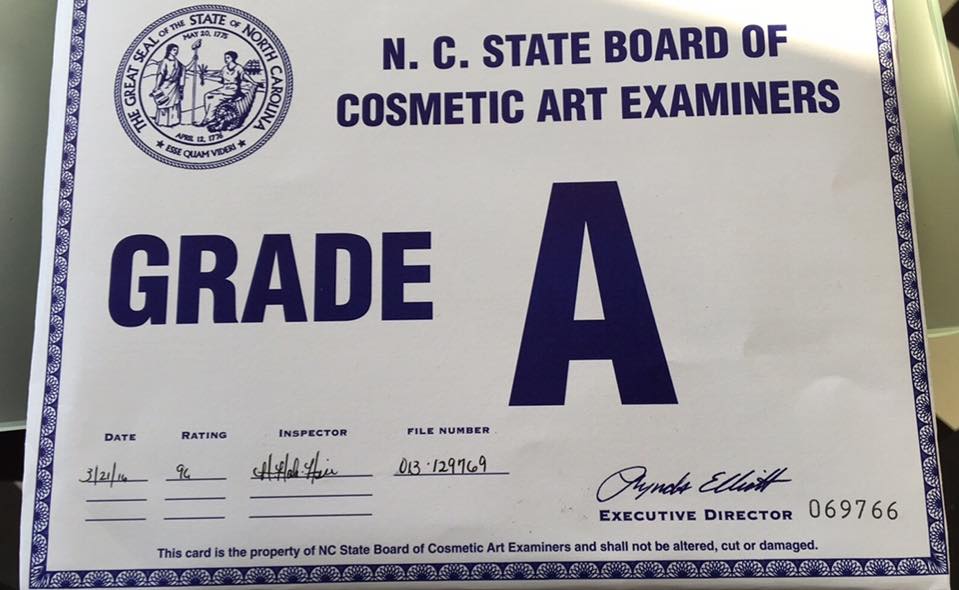 THE GREAT SEAL OF THE STATE OF NORTH CAROLINA
MAY 20, 1775
APRIL 12, 1776
★ ESSE QUAM VIDERI ★
N. C. STATE BOARD OF
COSMETIC ART EXAMINERS
GRADE A
DATE RATING INSPECTOR FILE NUMBER
3/21/16 96 013-129769
Lynda Elliott
EXECUTIVE DIRECTOR 069766
This card is the property of NC State Board of Cosmetic Art Examiners and shall not be altered, cut or damaged.